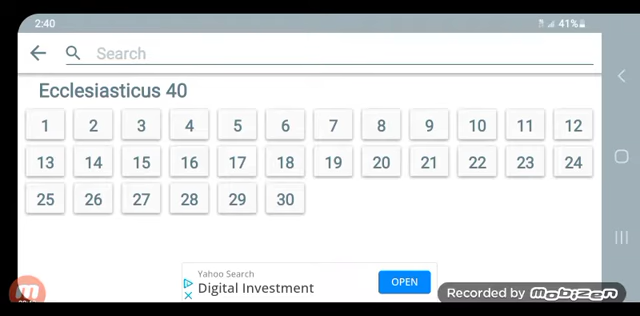 2:40 41%
Search
Ecclesiasticus 40
1 2 3 4 5 6 7 8 9 10 11 12
13 14 15 16 17 18 19 20 21 22 23 24
25 26 27 28 29 30
Yahoo Search
Digital Investment
OPEN
Recorded by MOBIZEN